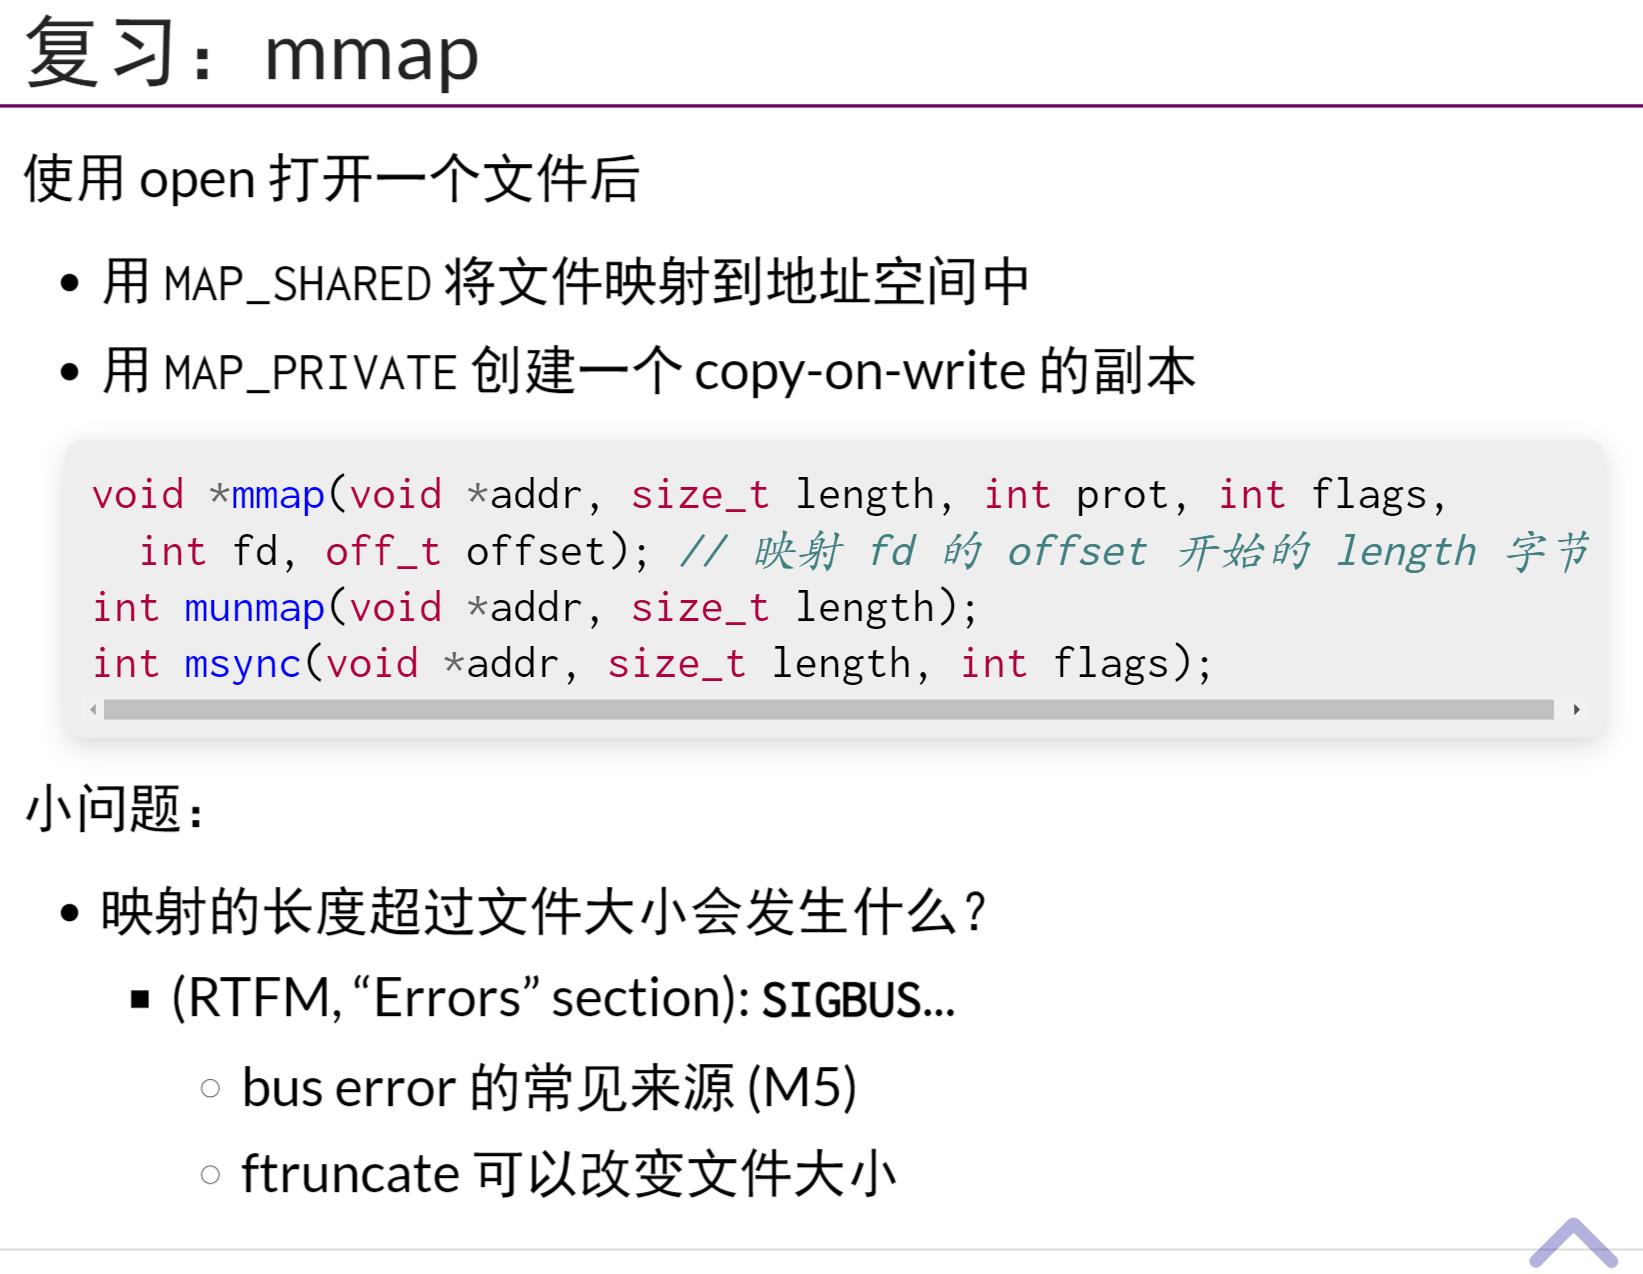 复习：mmap
使用 open 打开一个文件后
• 用 MAP_SHARED 将文件映射到地址空间中
• 用 MAP_PRIVATE 创建一个 copy-on-write 的副本
void *mmap(void *addr, size_t length, int prot, int flags,
  int fd, off_t offset); // 映射 fd 的 offset 开始的 length 字节
int munmap(void *addr, size_t length);
int msync(void *addr, size_t length, int flags);
小问题：
• 映射的长度超过文件大小会发生什么？
▪ (RTFM, “Errors” section): SIGBUS...
○ bus error 的常见来源 (M5)
○ ftruncate 可以改变文件大小